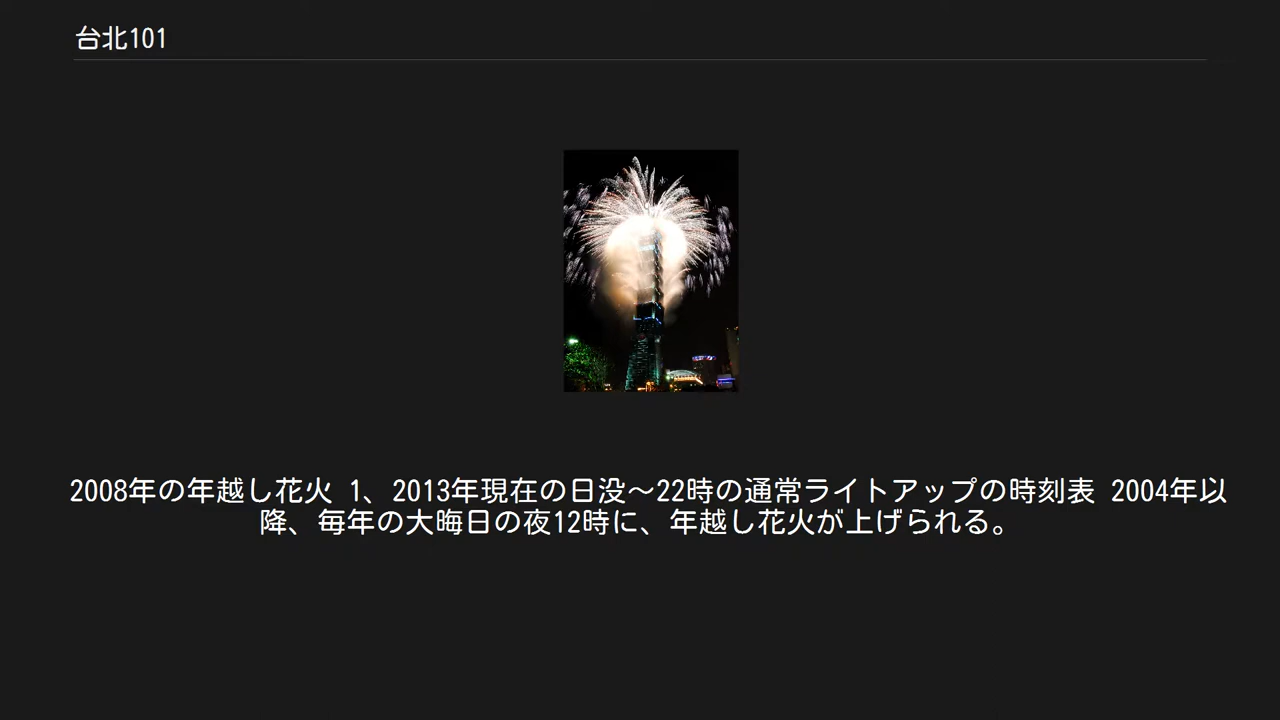 台北101
2008年の年越し花火 1、2013年現在の日没～22時の通常ライトアップの時刻表 2004年以
降、毎年の大晦日の夜12時に、年越し花火が上げられる。